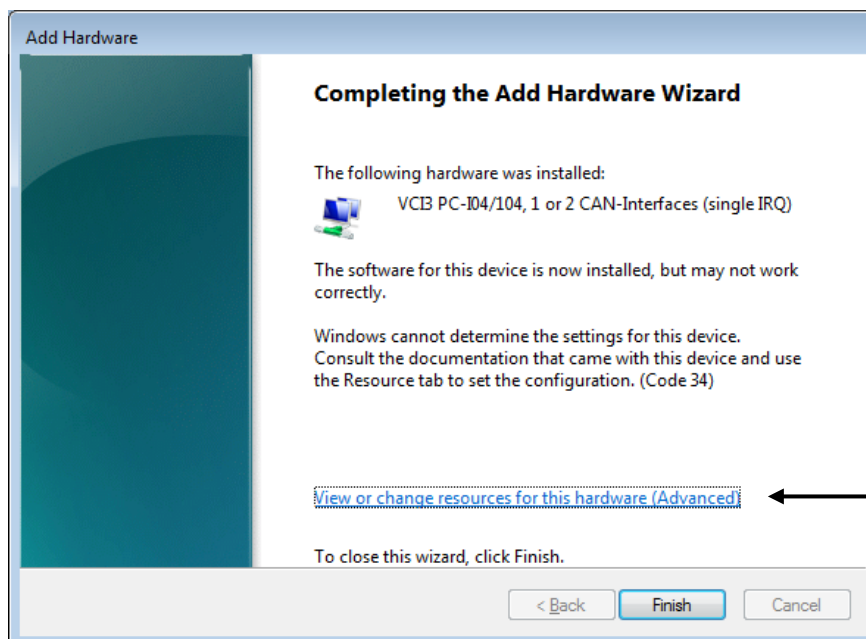 Add Hardware
Completing the Add Hardware Wizard
The following hardware was installed:
VCI3 PC-I04/104, 1 or 2 CAN-Interfaces (single IRQ)
The software for this device is now installed, but may not work
correctly.
Windows cannot determine the settings for this device.
Consult the documentation that came with this device and use
the Resource tab to set the configuration. (Code 34)
View or change resources for this hardware (Advanced)
To close this wizard, click Finish.
< Back
Finish
Cancel